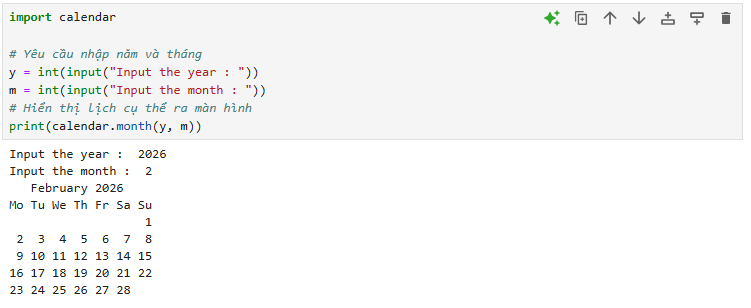 import calendar

# Yêu cầu nhập năm và tháng
y = int(input("Input the year : "))
m = int(input("Input the month : "))
# Hiển thị lịch cụ thể ra màn hình
print(calendar.month(y, m))
Input the year :  2026
Input the month :  2
   February 2026
Mo Tu We Th Fr Sa Su
                   1
 2  3  4  5  6  7  8
 9 10 11 12 13 14 15
16 17 18 19 20 21 22
23 24 25 26 27 28